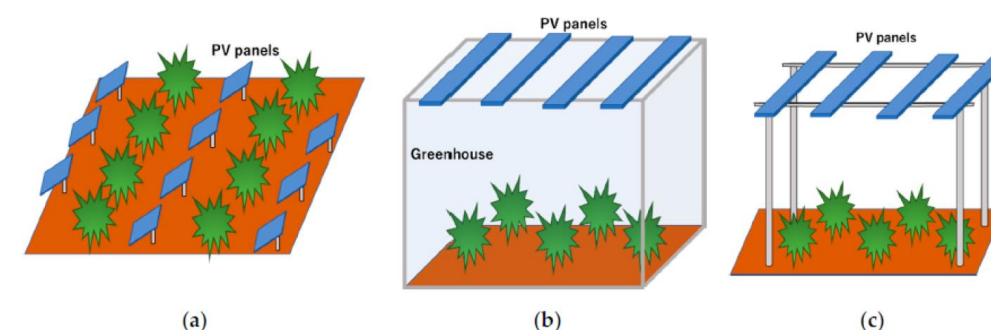 PV panels
PV panels
Greenhouse
PV panels
(a)
(b)
(c)